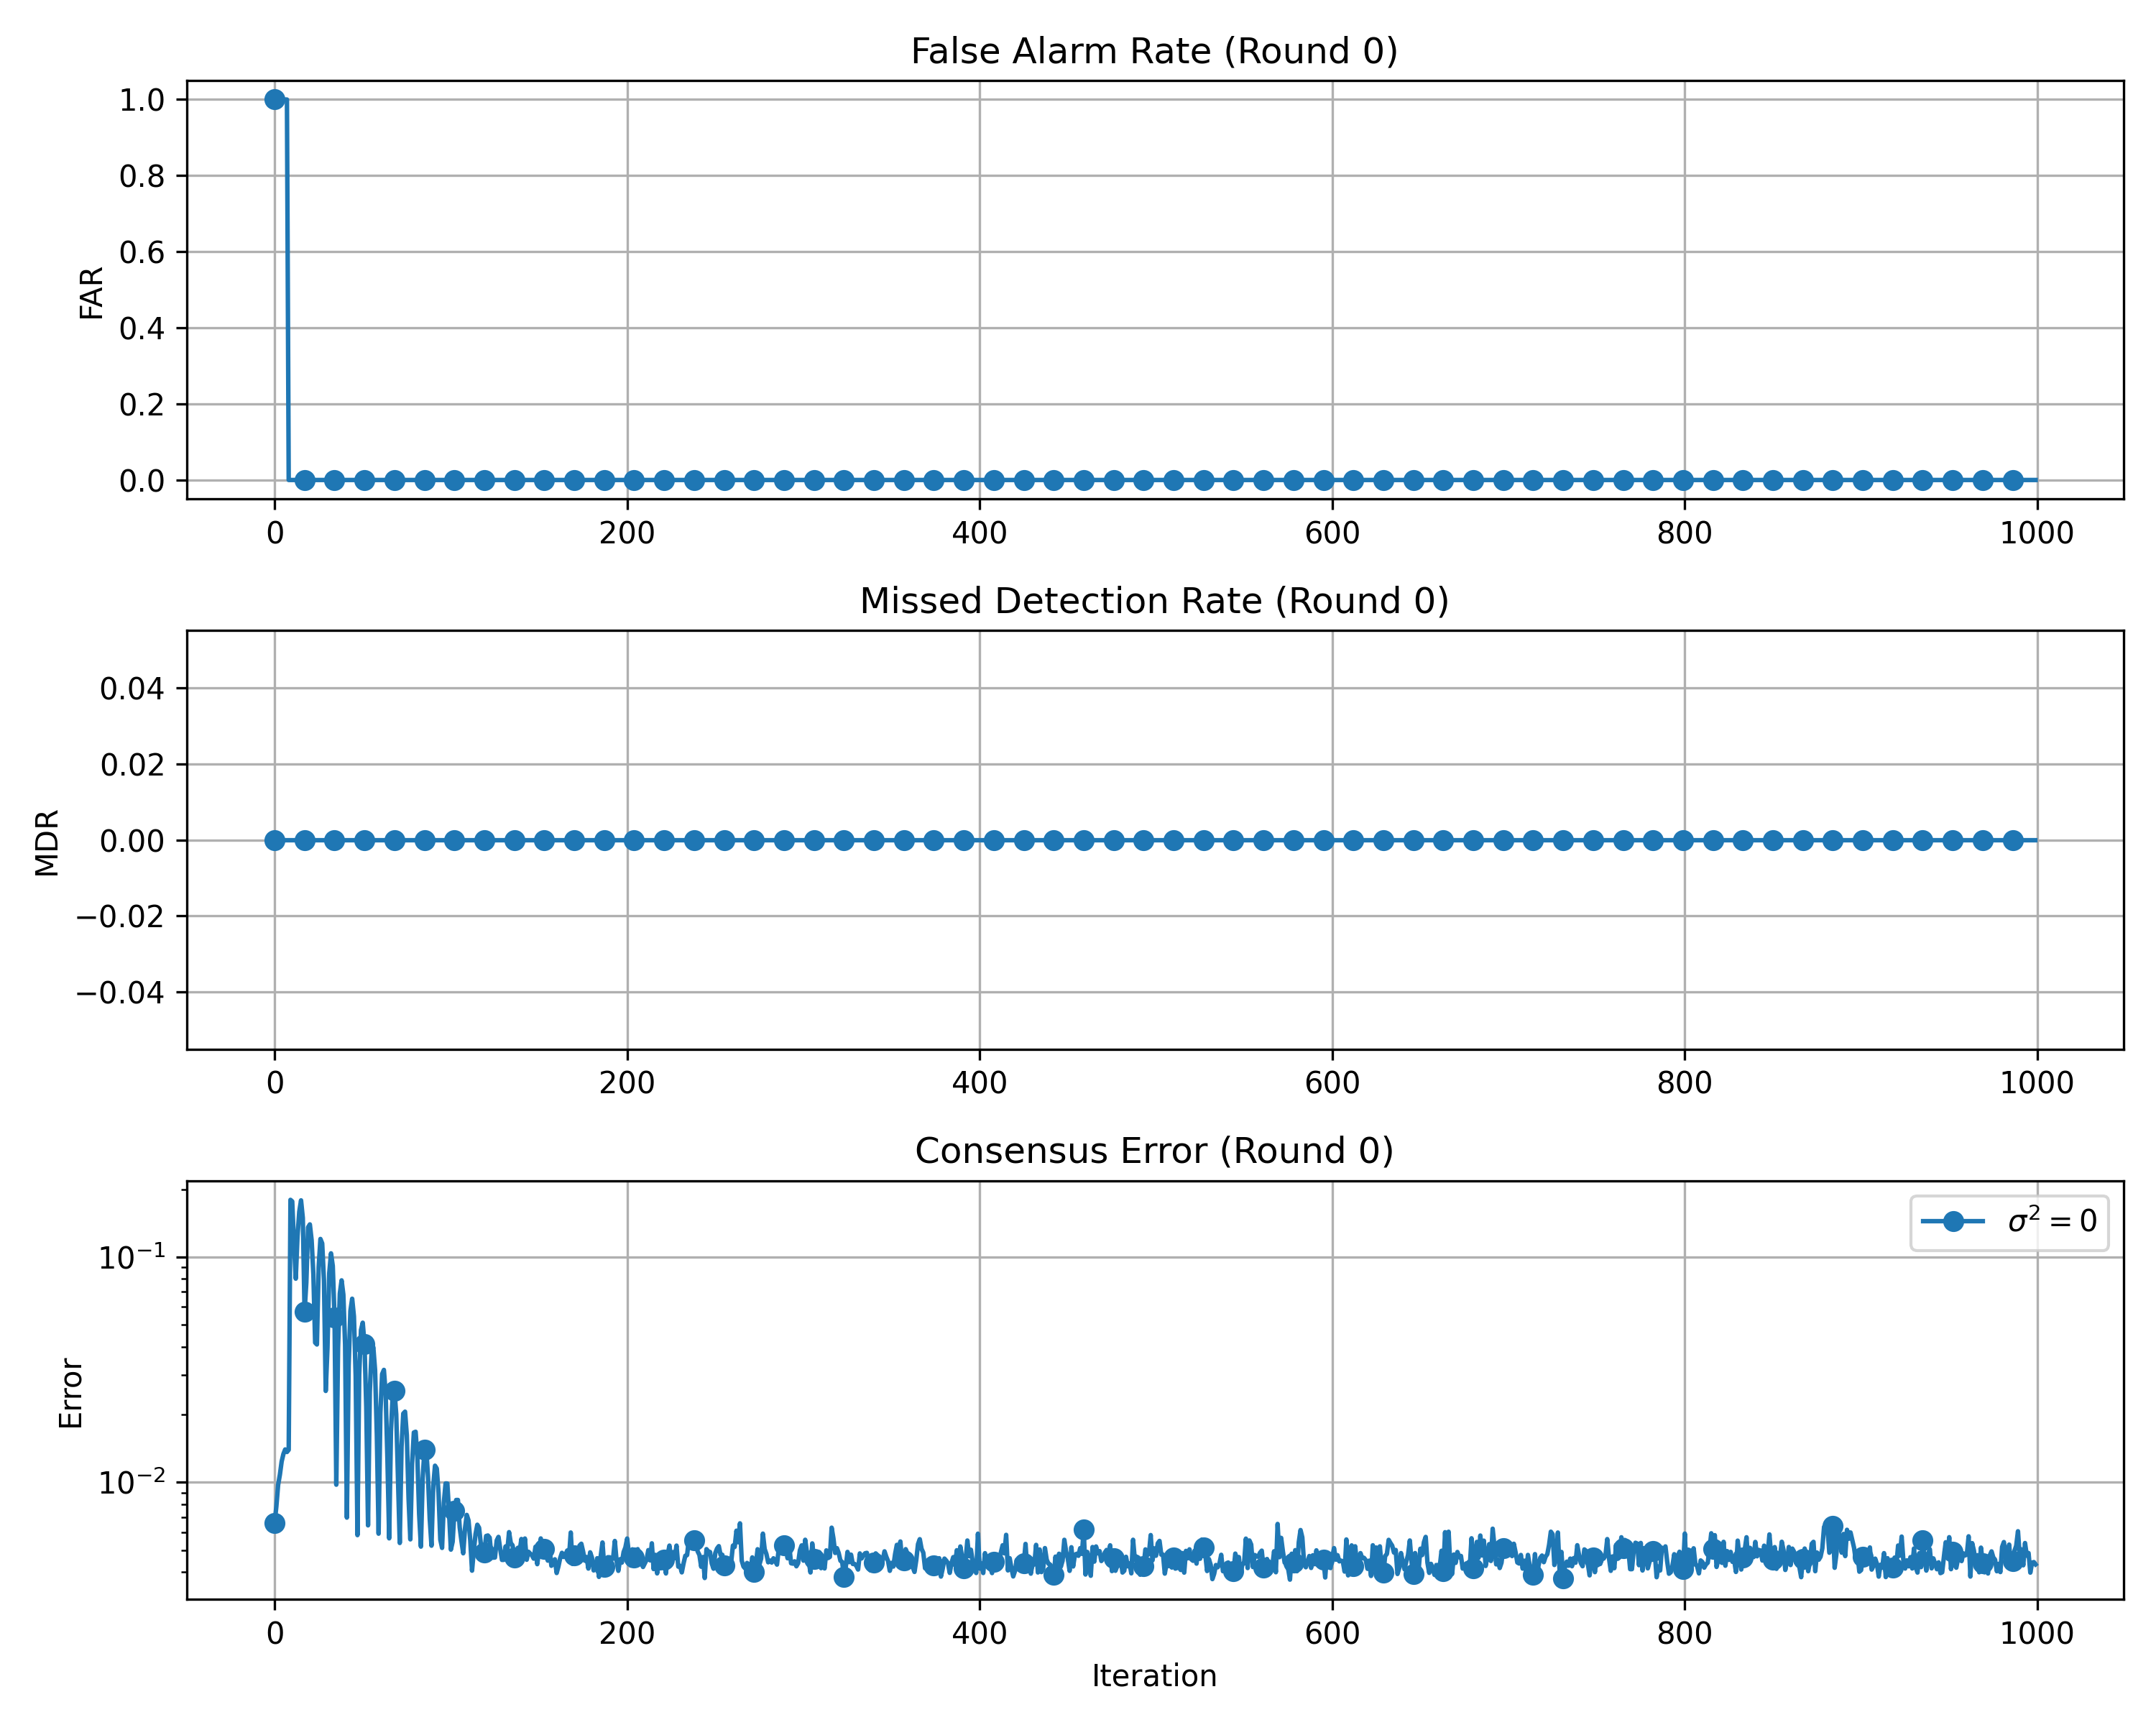 False Alarm Rate (Round 0)
1.0
0.8
0.6
0.4
0.2
0.0
FAR
0 200 400 600 800 1000
Missed Detection Rate (Round 0)
0.04
0.02
0.00
−0.02
−0.04
MDR
0 200 400 600 800 1000
Consensus Error (Round 0)
σ² = 0
10⁻¹
10⁻²
Error
0 200 400 600 800 1000
Iteration